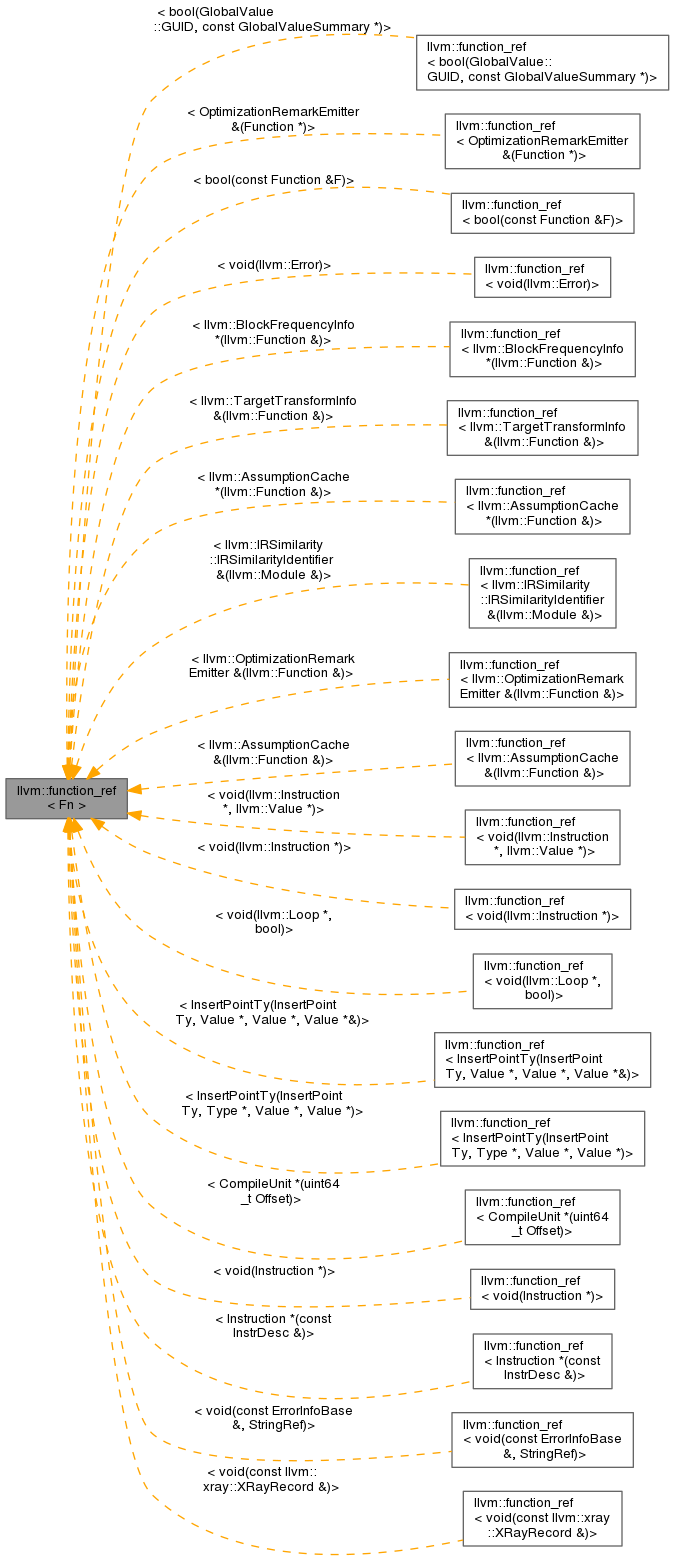 < bool(GlobalValue
::GUID, const GlobalValueSummary *)>
llvm::function_ref
< bool(GlobalValue::
GUID, const GlobalValueSummary *)>
< OptimizationRemarkEmitter
&(Function *)>
llvm::function_ref
< OptimizationRemarkEmitter
&(Function *)>
< bool(const Function &F)>
llvm::function_ref
< bool(const Function &F)>
< void(llvm::Error)>
llvm::function_ref
< void(llvm::Error)>
< llvm::BlockFrequencyInfo
*(llvm::Function &)>
llvm::function_ref
< llvm::BlockFrequencyInfo
*(llvm::Function &)>
< llvm::TargetTransformInfo
&(llvm::Function &)>
llvm::function_ref
< llvm::TargetTransformInfo
&(llvm::Function &)>
< llvm::AssumptionCache
*(llvm::Function &)>
llvm::function_ref
< llvm::AssumptionCache
*(llvm::Function &)>
< llvm::IRSimilarity
::IRSimilarityIdentifier
&(llvm::Module &)>
llvm::function_ref
< llvm::IRSimilarity
::IRSimilarityIdentifier
&(llvm::Module &)>
< llvm::OptimizationRemark
Emitter &(llvm::Function &)>
llvm::function_ref
< llvm::OptimizationRemark
Emitter &(llvm::Function &)>
< llvm::AssumptionCache
&(llvm::Function &)>
llvm::function_ref
< llvm::AssumptionCache
&(llvm::Function &)>
llvm::function_ref
< Fn >
< void(llvm::Instruction
*, llvm::Value *)>
llvm::function_ref
< void(llvm::Instruction
*, llvm::Value *)>
< void(llvm::Instruction *)>
llvm::function_ref
< void(llvm::Instruction *)>
< void(llvm::Loop *,
bool)>
llvm::function_ref
< void(llvm::Loop *,
bool)>
< InsertPointTy(InsertPoint
Ty, Value *, Value *, Value *&)>
llvm::function_ref
< InsertPointTy(InsertPoint
Ty, Value *, Value *, Value *&)>
< InsertPointTy(InsertPoint
Ty, Type *, Value *, Value *)>
llvm::function_ref
< InsertPointTy(InsertPoint
Ty, Type *, Value *, Value *)>
< CompileUnit *(uint64
_t Offset)>
llvm::function_ref
< CompileUnit *(uint64
_t Offset)>
< void(Instruction *)>
llvm::function_ref
< void(Instruction *)>
< Instruction *(const
InstrDesc &)>
llvm::function_ref
< Instruction *(const
InstrDesc &)>
< void(const ErrorInfoBase
&, StringRef)>
llvm::function_ref
< void(const ErrorInfoBase
&, StringRef)>
< void(const llvm::
xray::XRayRecord &)>
llvm::function_ref
< void(const llvm::xray
::XRayRecord &)>